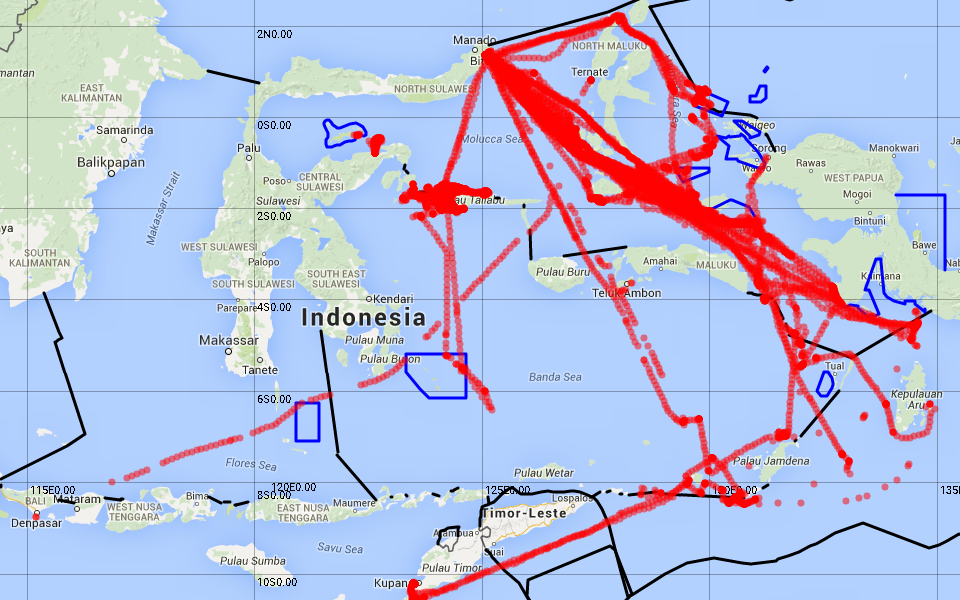 2N0.00
Manado
NORTH MALUKU
Ternate
EAST
KALIMANTAN
NORTH SULAWESI
0S0.00
Samarinda
Molucca Sea
Waigeo
Sorong
Manokwari
Palu
Balikpapan
Rawas
WEST PAPUA
Poso
CENTRAL
SULAWESI
Mogoi
Makassar Strait
Sulawesi
2S0.00
Bintuni
WEST SULAWESI
Bawe
SOUTH
KALIMANTAN
Palopo
Amahai
MALUKU
Pulau Buru
SOUTH EAST
SULAWESI
SOUTH SULAWESI
Kaimana
Teluk Ambon
Kendari
Parepare
4S0.00
Indonesia
Makassar
Pulau Muna
Pulau Buton
Tual
Tanete
Banda Sea
6S0.00
Kepulauan
Aru
Flores Sea
Pulau Jamdena
Pulau Wetar
115E0.00
120E0.00
125E0.00
130E0.00
8S0.00
BALI
Mataram
Bima
Maumere
Lospalos
Denpasar
WEST NUSA
TENGGARA
EAST NUSA
TENGGARA
Timor-Leste
Atambua
Suai
Savu Sea
Pulau Sumba
Pulau Timor
10S0.00
Kupang